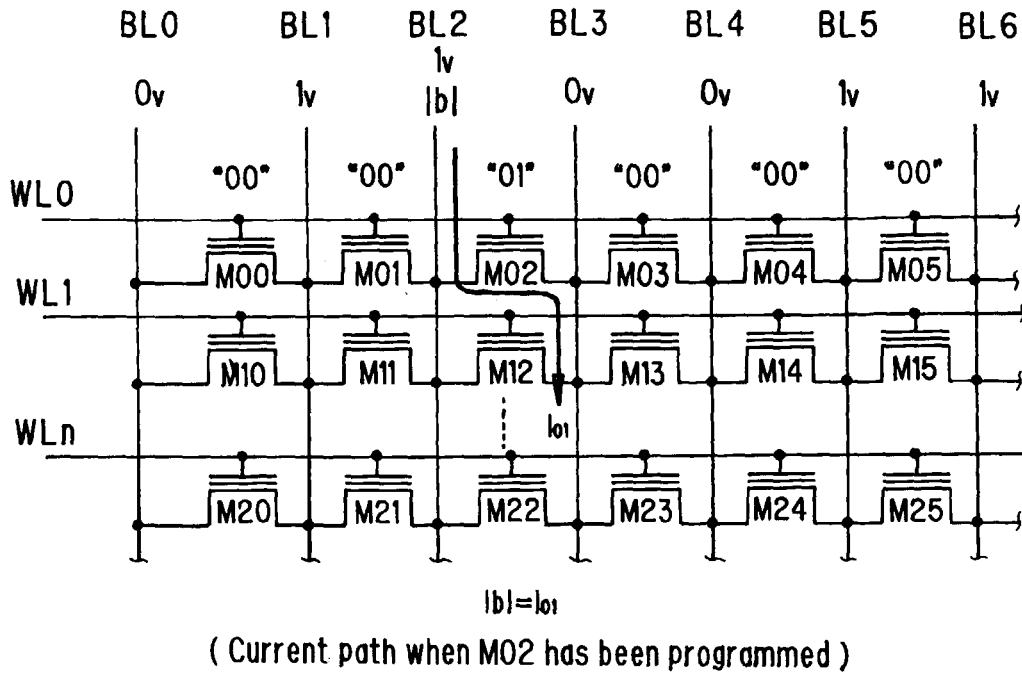 BL0 BL1 BL2 BL3 BL4 BL5 BL6
1v
0v 1v |b| 0v 0v 1v 1v
"00" "00" "01" "00" "00" "00"
WL0
M00 M01 M02 M03 M04 M05
WL1
M10 M11 M12 M13 M14 M15
I01
WLn
M20 M21 M22 M23 M24 M25
|b|=I01
( Current path when M02 has been programmed )